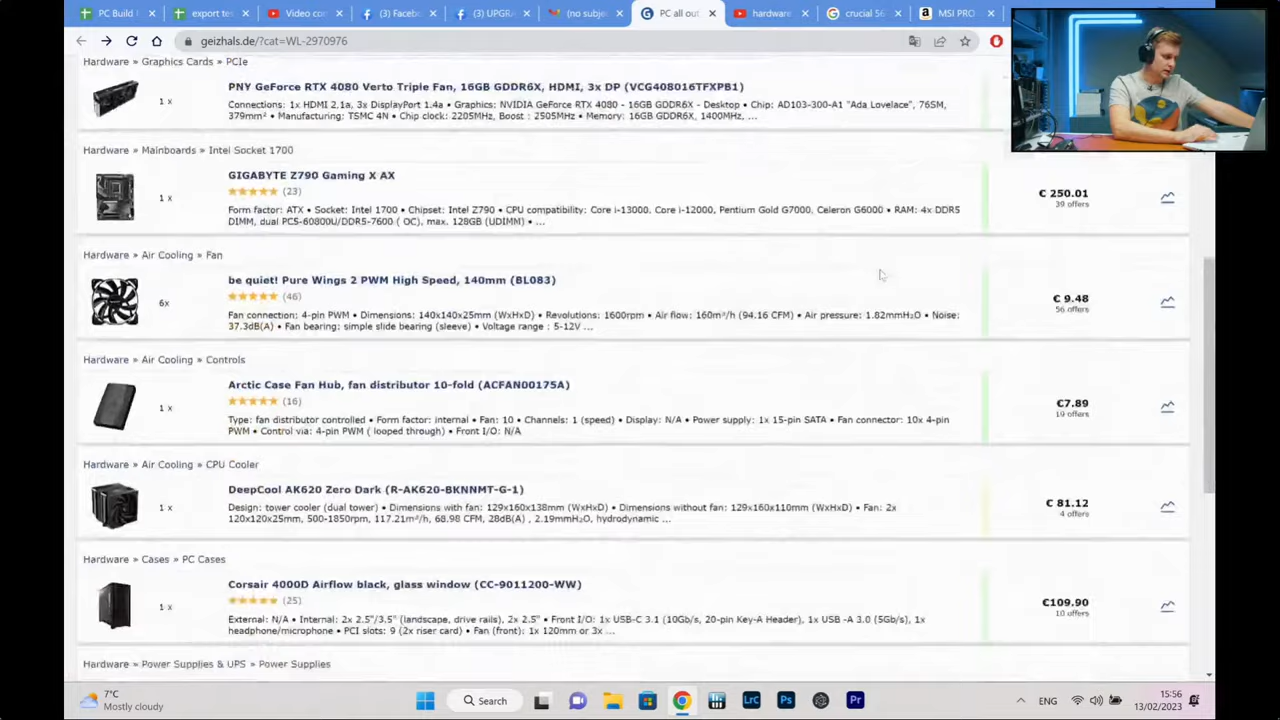 PC Build
export tes
Video con
(3) Faceb
(3) UPGR
(no subje
PC all out
hardware
crucial 56
MSI PRO
geizhals.de/?cat=WL-2970976
Hardware » Graphics Cards » PCIe
1 x
PNY GeForce RTX 4080 Verto Triple Fan, 16GB GDDR6X, HDMI, 3x DP (VCG408016TFXPB1)
Connections: 1x HDMI 2.1a, 3x DisplayPort 1.4a • Graphics: NVIDIA GeForce RTX 4080 - 16GB GDDR6X - Desktop • Chip: AD103-300-A1 "Ada Lovelace", 76SM,
379mm² • Manufacturing: TSMC 4N • Chip clock: 2205MHz, Boost : 2505MHz • Memory: 16GB GDDR6X, 1400MHz, ...
Hardware » Mainboards » Intel Socket 1700
1 x
GIGABYTE Z790 Gaming X AX
(23)
Form factor: ATX • Socket: Intel 1700 • Chipset: Intel Z790 • CPU compatibility: Core i-13000, Core i-12000, Pentium Gold G7000, Celeron G6000 • RAM: 4x DDR5
DIMM, dual PC5-60800U/DDR5-7600 ( OC), max. 128GB (UDIMM) • ...
€ 250.01
39 offers
Hardware » Air Cooling » Fan
6x
be quiet! Pure Wings 2 PWM High Speed, 140mm (BL083)
(46)
Fan connection: 4-pin PWM • Dimensions: 140x140x25mm (WxHxD) • Revolutions: 1600rpm • Air flow: 160m³/h (94.16 CFM) • Air pressure: 1.82mmH₂O • Noise:
37.3dB(A) • Fan bearing: simple slide bearing (sleeve) • Voltage range : 5-12V ...
€ 9.48
56 offers
Hardware » Air Cooling » Controls
1 x
Arctic Case Fan Hub, fan distributor 10-fold (ACFAN00175A)
(16)
Type: fan distributor controlled • Form factor: internal • Fan: 10 • Channels: 1 (speed) • Display: N/A • Power supply: 1x 15-pin SATA • Fan connector: 10x 4-pin
PWM • Control via: 4-pin PWM ( looped through) • Front I/O: N/A
€7.89
19 offers
Hardware » Air Cooling » CPU Cooler
1 x
DeepCool AK620 Zero Dark (R-AK620-BKNNMT-G-1)
Design: tower cooler (dual tower) • Dimensions with fan: 129x160x138mm (WxHxD) • Dimensions without fan: 129x160x110mm (WxHxD) • Fan: 2x
120x120x25mm, 500-1850rpm, 117.21m³/h, 68.98 CFM, 28dB(A) , 2.19mmH₂O, hydrodynamic ...
€ 81.12
4 offers
Hardware » Cases » PC Cases
1 x
Corsair 4000D Airflow black, glass window (CC-9011200-WW)
(25)
External: N/A • Internal: 2x 2.5"/3.5" (landscape, drive rails), 2x 2.5" • Front I/O: 1x USB-C 3.1 (10Gb/s, 20-pin Key-A Header), 1x USB -A 3.0 (5Gb/s), 1x
headphone/microphone • PCI slots: 9 (2x riser card) • Fan (front): 1x 120mm or 3x ...
€109.90
10 offers
Hardware » Power Supplies & UPS » Power Supplies
7°C
Mostly cloudy
Search
LrC
Ps
Pr
ENG
15:56
13/02/2023